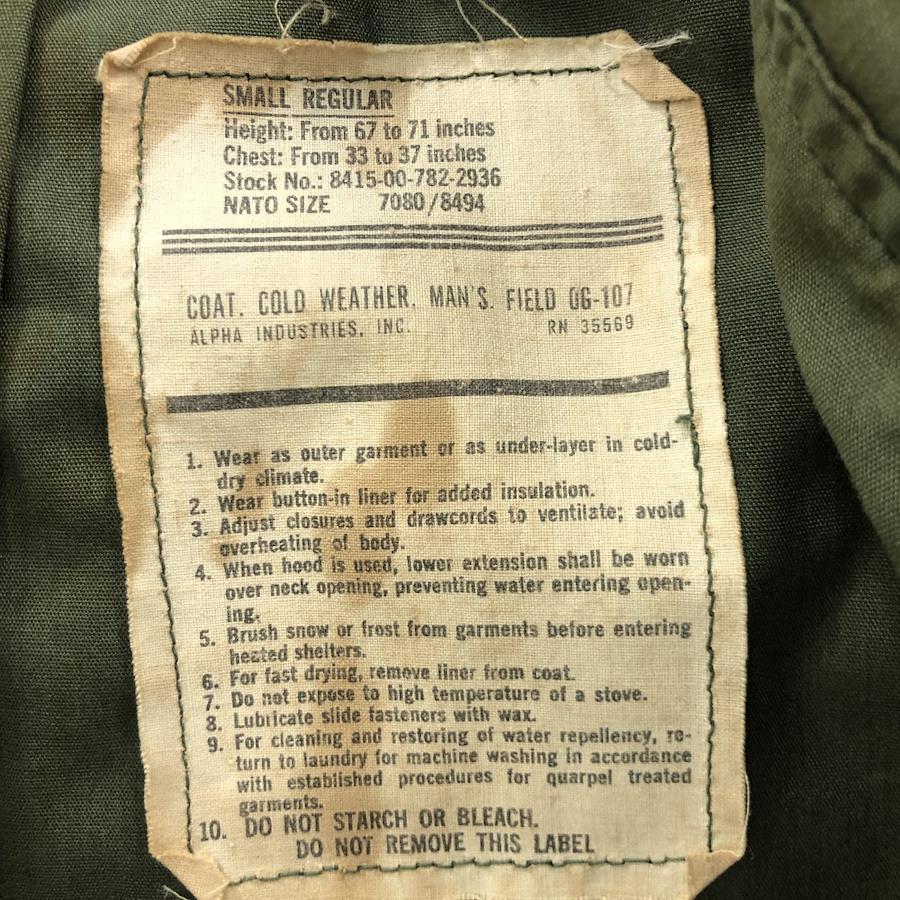 SMALL REGULAR
Height: From 67 to 71 inches
Chest: From 33 to 37 inches
Stock No.: 8415-00-782-2936
NATO SIZE 7080/8494
COAT. COLD WEATHER. MAN'S. FIELD OG-107
ALPHA INDUSTRIES, INC. RN 35569
1. Wear as outer garment or as under-layer in cold-
dry climate.
2. Wear button-in liner for added insulation.
3. Adjust closures and drawcords to ventilate; avoid
overheating of body.
4. When hood is used, lower extension shall be worn
over neck opening, preventing water entering open-
ing.
5. Brush snow or frost from garments before entering
heated shelters.
6. For fast drying, remove liner from coat.
7. Do not expose to high temperature of a stove.
8. Lubricate slide fasteners with wax.
9. For cleaning and restoring of water repellency, re-
turn to laundry for machine washing in accordance
with established procedures for quarpel treated
garments.
10. DO NOT STARCH OR BLEACH.
DO NOT REMOVE THIS LABEL